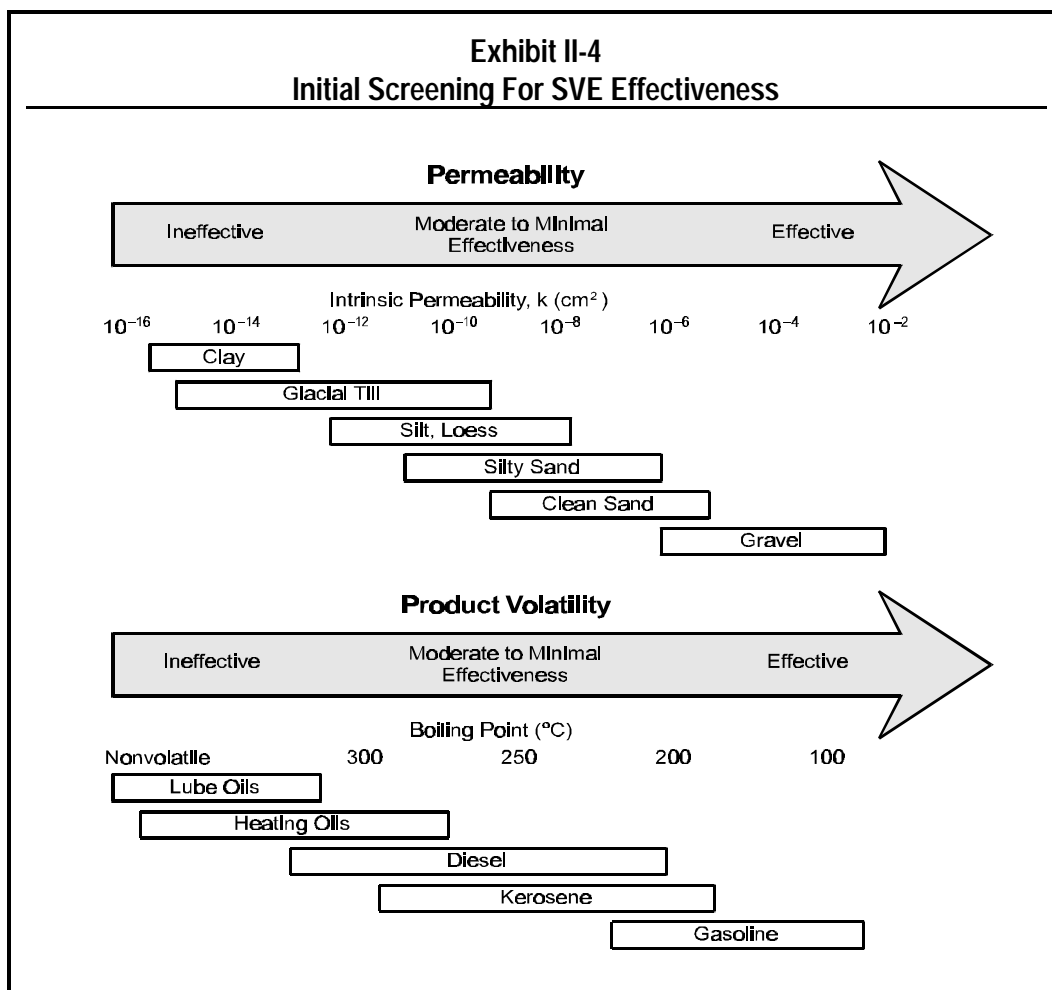 Exhibit II-4
Initial Screening For SVE Effectiveness
Permeability
Ineffective
Moderate to Minimal
Effectiveness
Effective
Intrinsic Permeability, k (cm²)
10⁻¹⁶ 10⁻¹⁴ 10⁻¹² 10⁻¹⁰ 10⁻⁸ 10⁻⁶ 10⁻⁴ 10⁻²
Clay
Glacial Till
Silt, Loess
Silty Sand
Clean Sand
Gravel
Product Volatility
Ineffective
Moderate to Minimal
Effectiveness
Effective
Boiling Point (°C)
Nonvolatile 300 250 200 100
Lube Oils
Heating Oils
Diesel
Kerosene
Gasoline